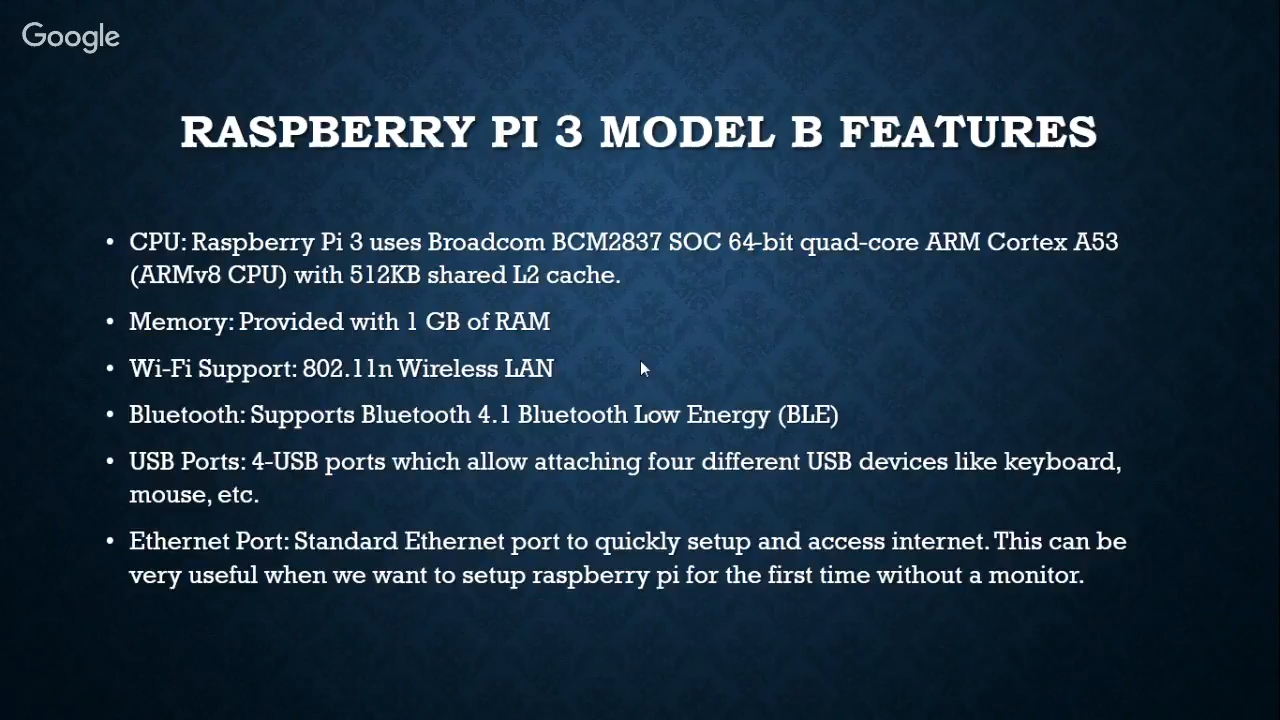 Google
RASPBERRY PI 3 MODEL B FEATURES
• CPU: Raspberry Pi 3 uses Broadcom BCM2837 SOC 64-bit quad-core ARM Cortex A53
(ARMv8 CPU) with 512KB shared L2 cache.
• Memory: Provided with 1 GB of RAM
• Wi-Fi Support: 802.11n Wireless LAN
• Bluetooth: Supports Bluetooth 4.1 Bluetooth Low Energy (BLE)
• USB Ports: 4-USB ports which allow attaching four different USB devices like keyboard,
mouse, etc.
• Ethernet Port: Standard Ethernet port to quickly setup and access internet. This can be
very useful when we want to setup raspberry pi for the first time without a monitor.